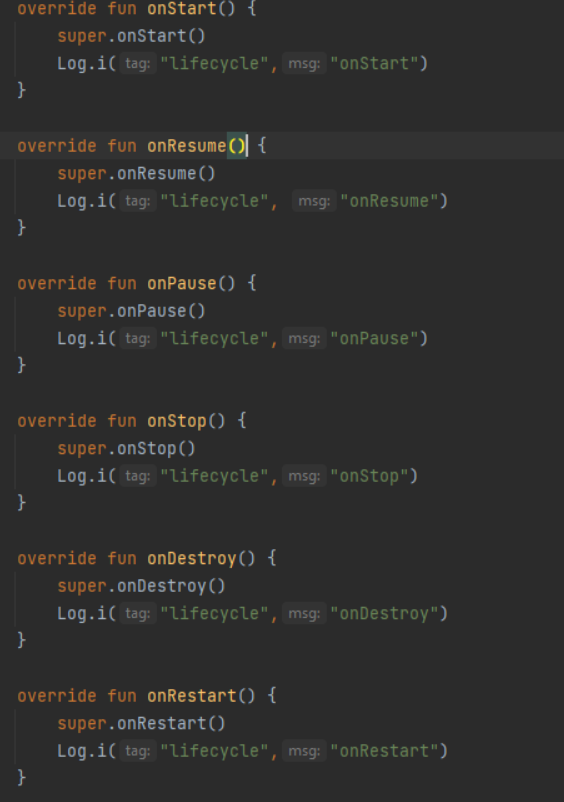 override fun onStart() {
super.onStart()
Log.i( tag: "lifecycle", msg: "onStart")
}
override fun onResume() {
super.onResume()
Log.i( tag: "lifecycle", msg: "onResume")
}
override fun onPause() {
super.onPause()
Log.i( tag: "lifecycle", msg: "onPause")
}
override fun onStop() {
super.onStop()
Log.i( tag: "lifecycle", msg: "onStop")
}
override fun onDestroy() {
super.onDestroy()
Log.i( tag: "lifecycle", msg: "onDestroy")
}
override fun onRestart() {
super.onRestart()
Log.i( tag: "lifecycle", msg: "onRestart")
}